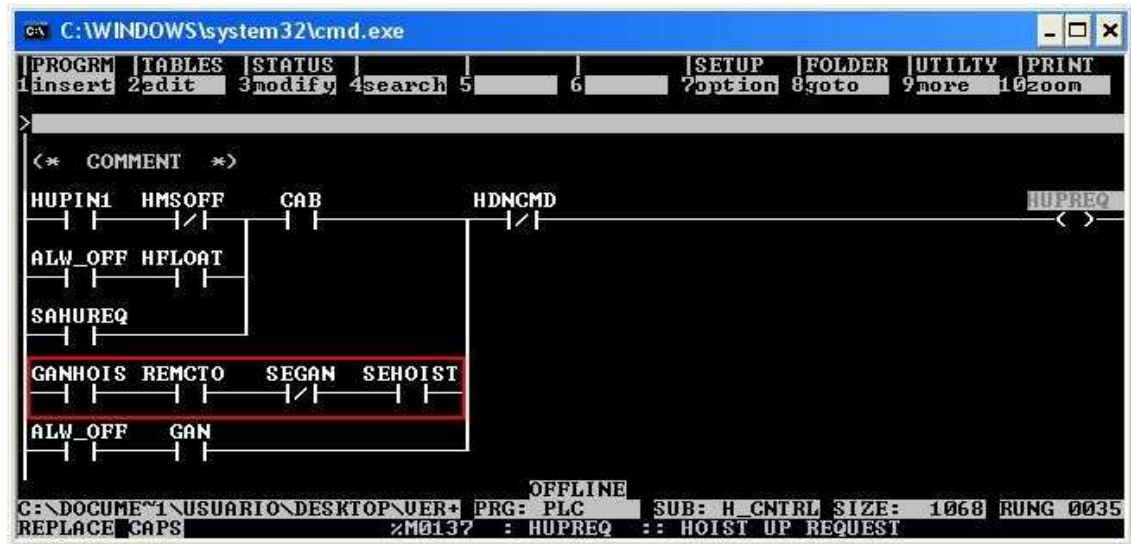 C:\WINDOWS\system32\cmd.exe
|PROGRM |TABLES |STATUS | | | |SETUP |FOLDER |UTILTY |PRINT
1insert 2edit 3modify 4search 5 6 7option 8goto 9more 10zoom
>
(* COMMENT *)
HUPIN1 HMSOFF CAB HDNCMD HUPREQ
ALW_OFF HFLOAT
SAHUREQ
GANHOIS REMCTO SEGAN SEHOIST
ALW_OFF GAN
OFFLINE
C:\DOCUME~1\USUARIO\DESKTOP\VER+ PRG: PLC SUB: H_CNTRL SIZE: 1068 RUNG 0035
REPLACE CAPS %M0137 : HUPREQ :: HOIST UP REQUEST